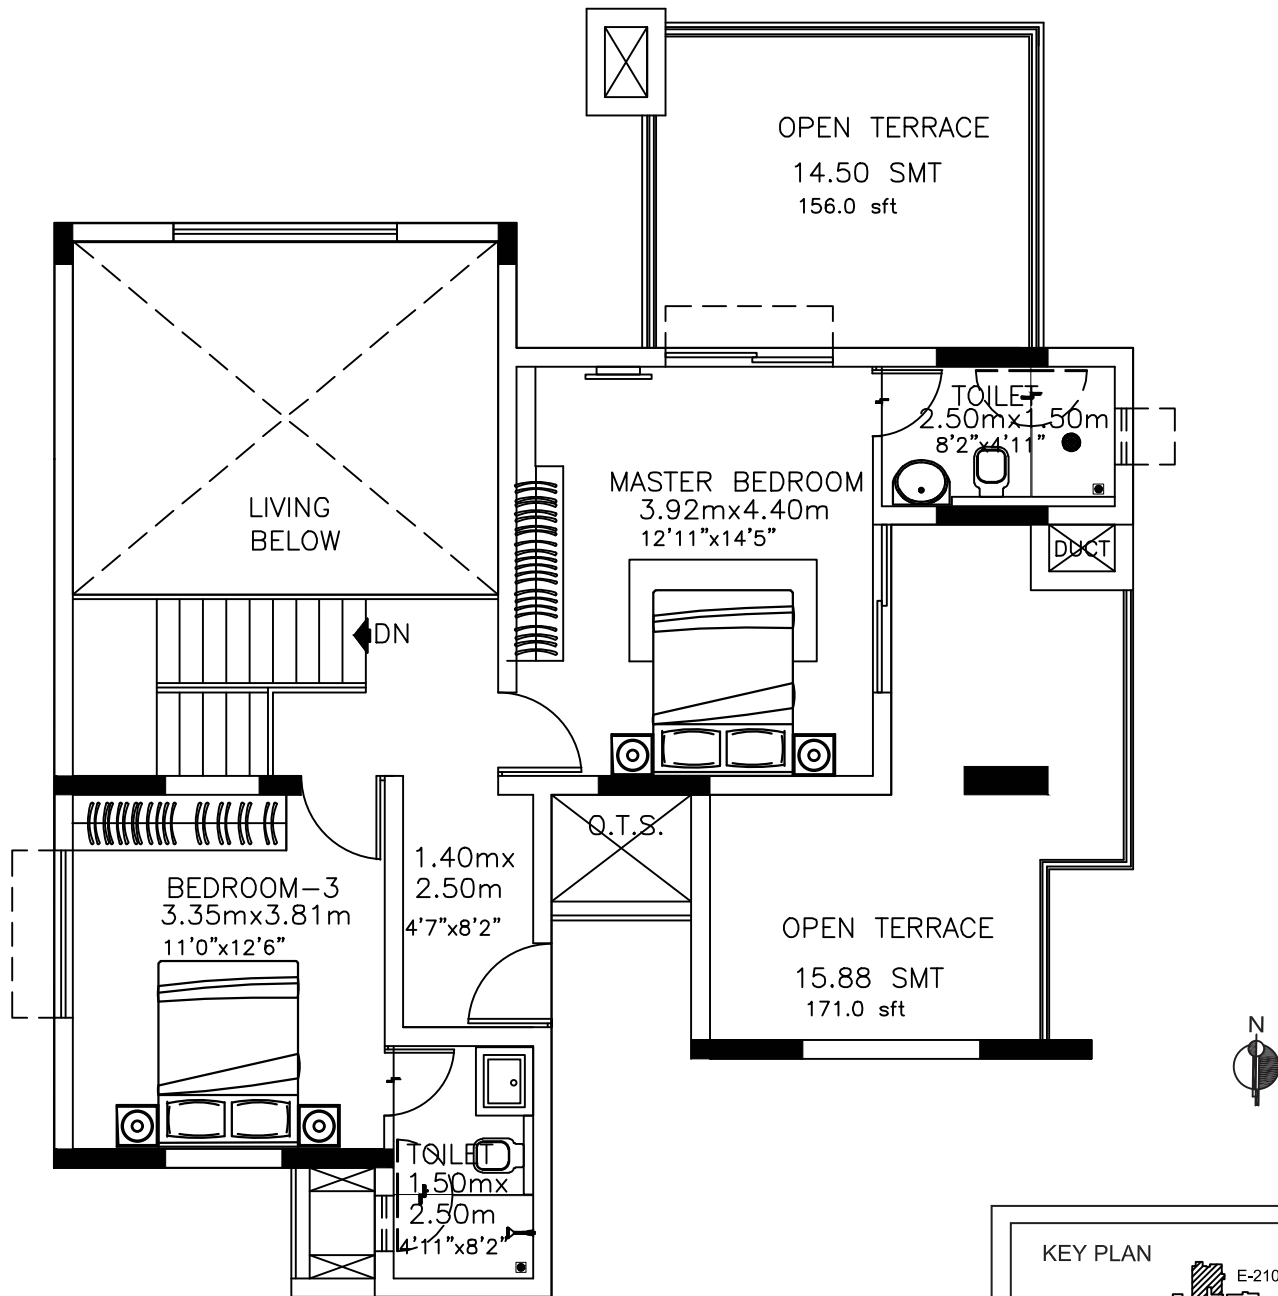 OPEN TERRACE
14.50 SMT
156.0 sft
TOILET
2.50mx1.50m
8'2"x4'11"
MASTER BEDROOM
3.92mx4.40m
12'11"x14'5"
LIVING
BELOW
DUCT
DN
O.T.S.
1.40mx
2.50m
4'7"x8'2"
BEDROOM-3
3.35mx3.81m
11'0"x12'6"
OPEN TERRACE
15.88 SMT
171.0 sft
N
TOILET
1.50mx
2.50m
4'11"x8'2"
KEY PLAN
E-210